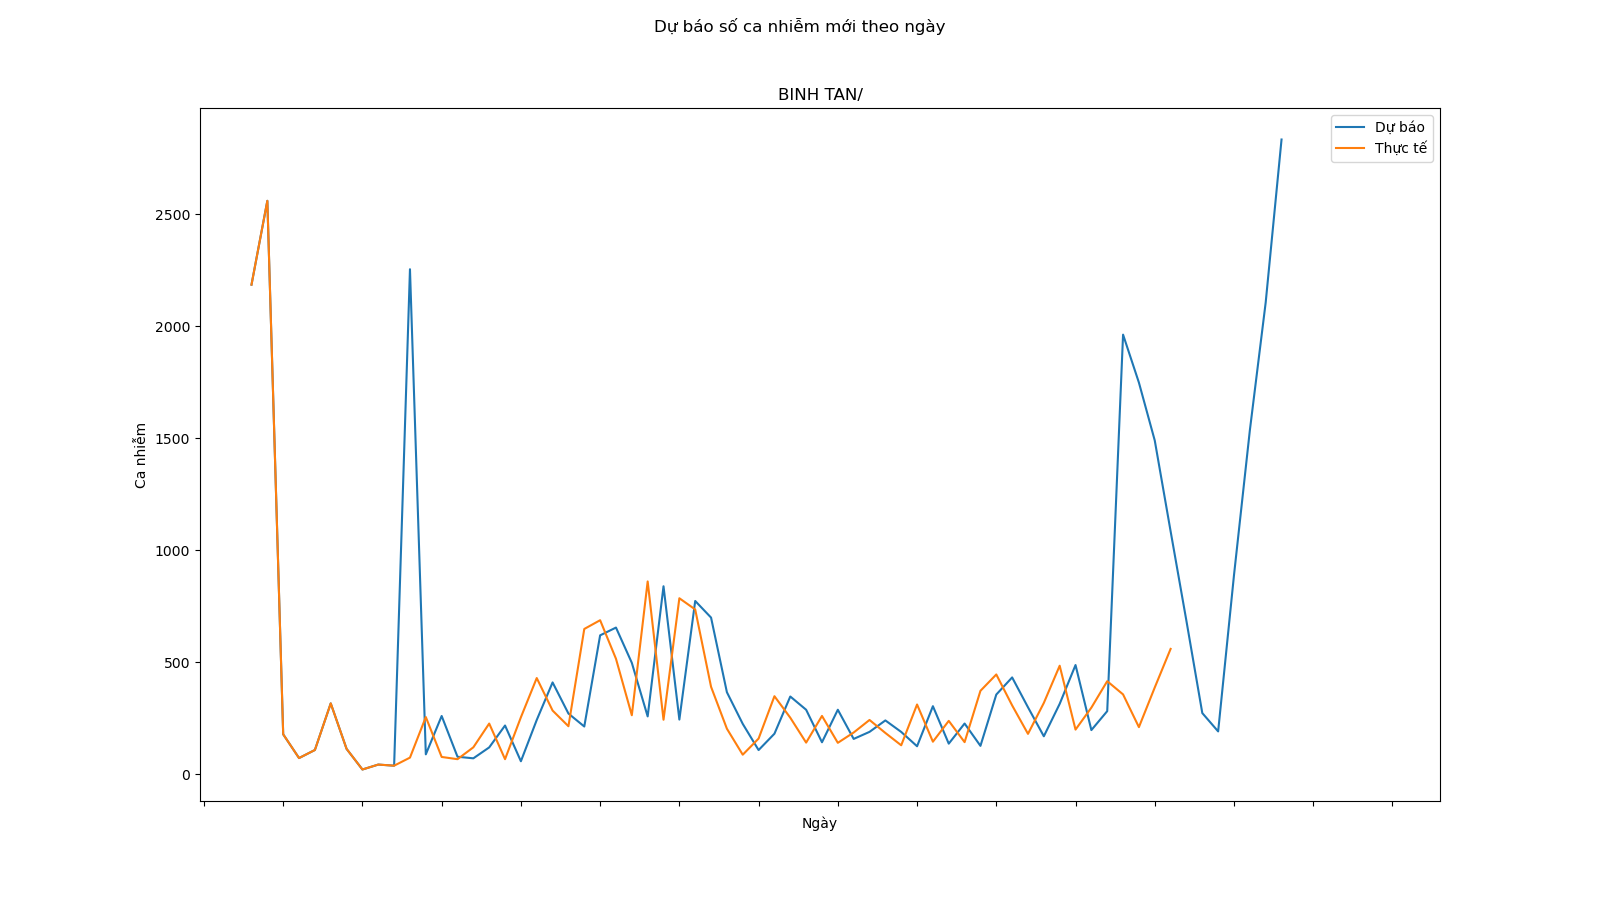 Dự báo số ca nhiễm mới theo ngày
BINH TAN/
Dự báo
Thực tế
2500
2000
1500
1000
500
0
Ca nhiễm
Ngày